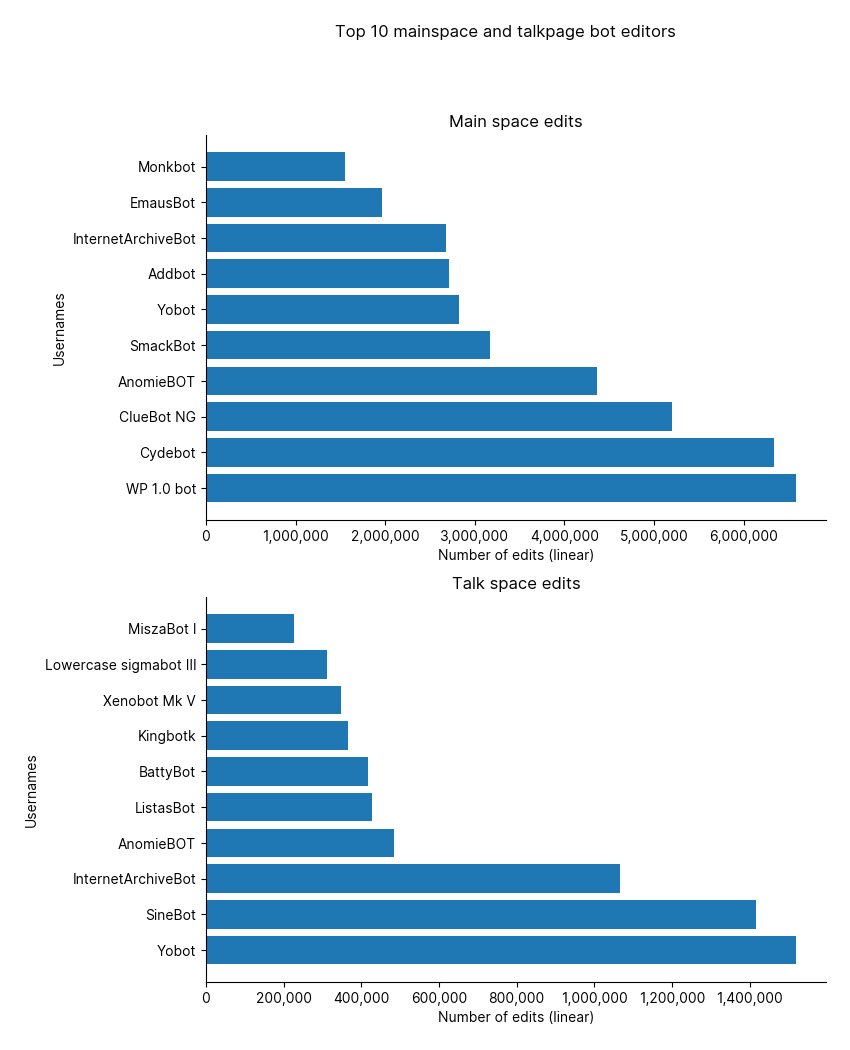 Top 10 mainspace and talkpage bot editors
Main space edits
Usernames
Monkbot
EmausBot
InternetArchiveBot
Addbot
Yobot
SmackBot
AnomieBOT
ClueBot NG
Cydebot
WP 1.0 bot
0 1,000,000 2,000,000 3,000,000 4,000,000 5,000,000 6,000,000
Number of edits (linear)
Talk space edits
Usernames
MiszaBot I
Lowercase sigmabot III
Xenobot Mk V
Kingbotk
BattyBot
ListasBot
AnomieBOT
InternetArchiveBot
SineBot
Yobot
0 200,000 400,000 600,000 800,000 1,000,000 1,200,000 1,400,000
Number of edits (linear)